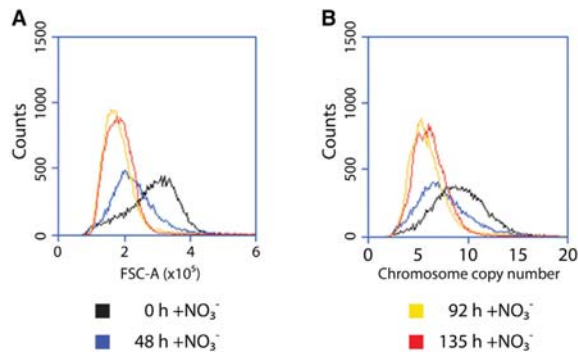 A
B
1500
1000
500
0
Counts
0 2 4 6
FSC-A (x10⁵)
1500
1000
500
0
Counts
0 5 10 15 20
Chromosome copy number
0 h +NO₃⁻
92 h +NO₃⁻
48 h +NO₃⁻
135 h +NO₃⁻